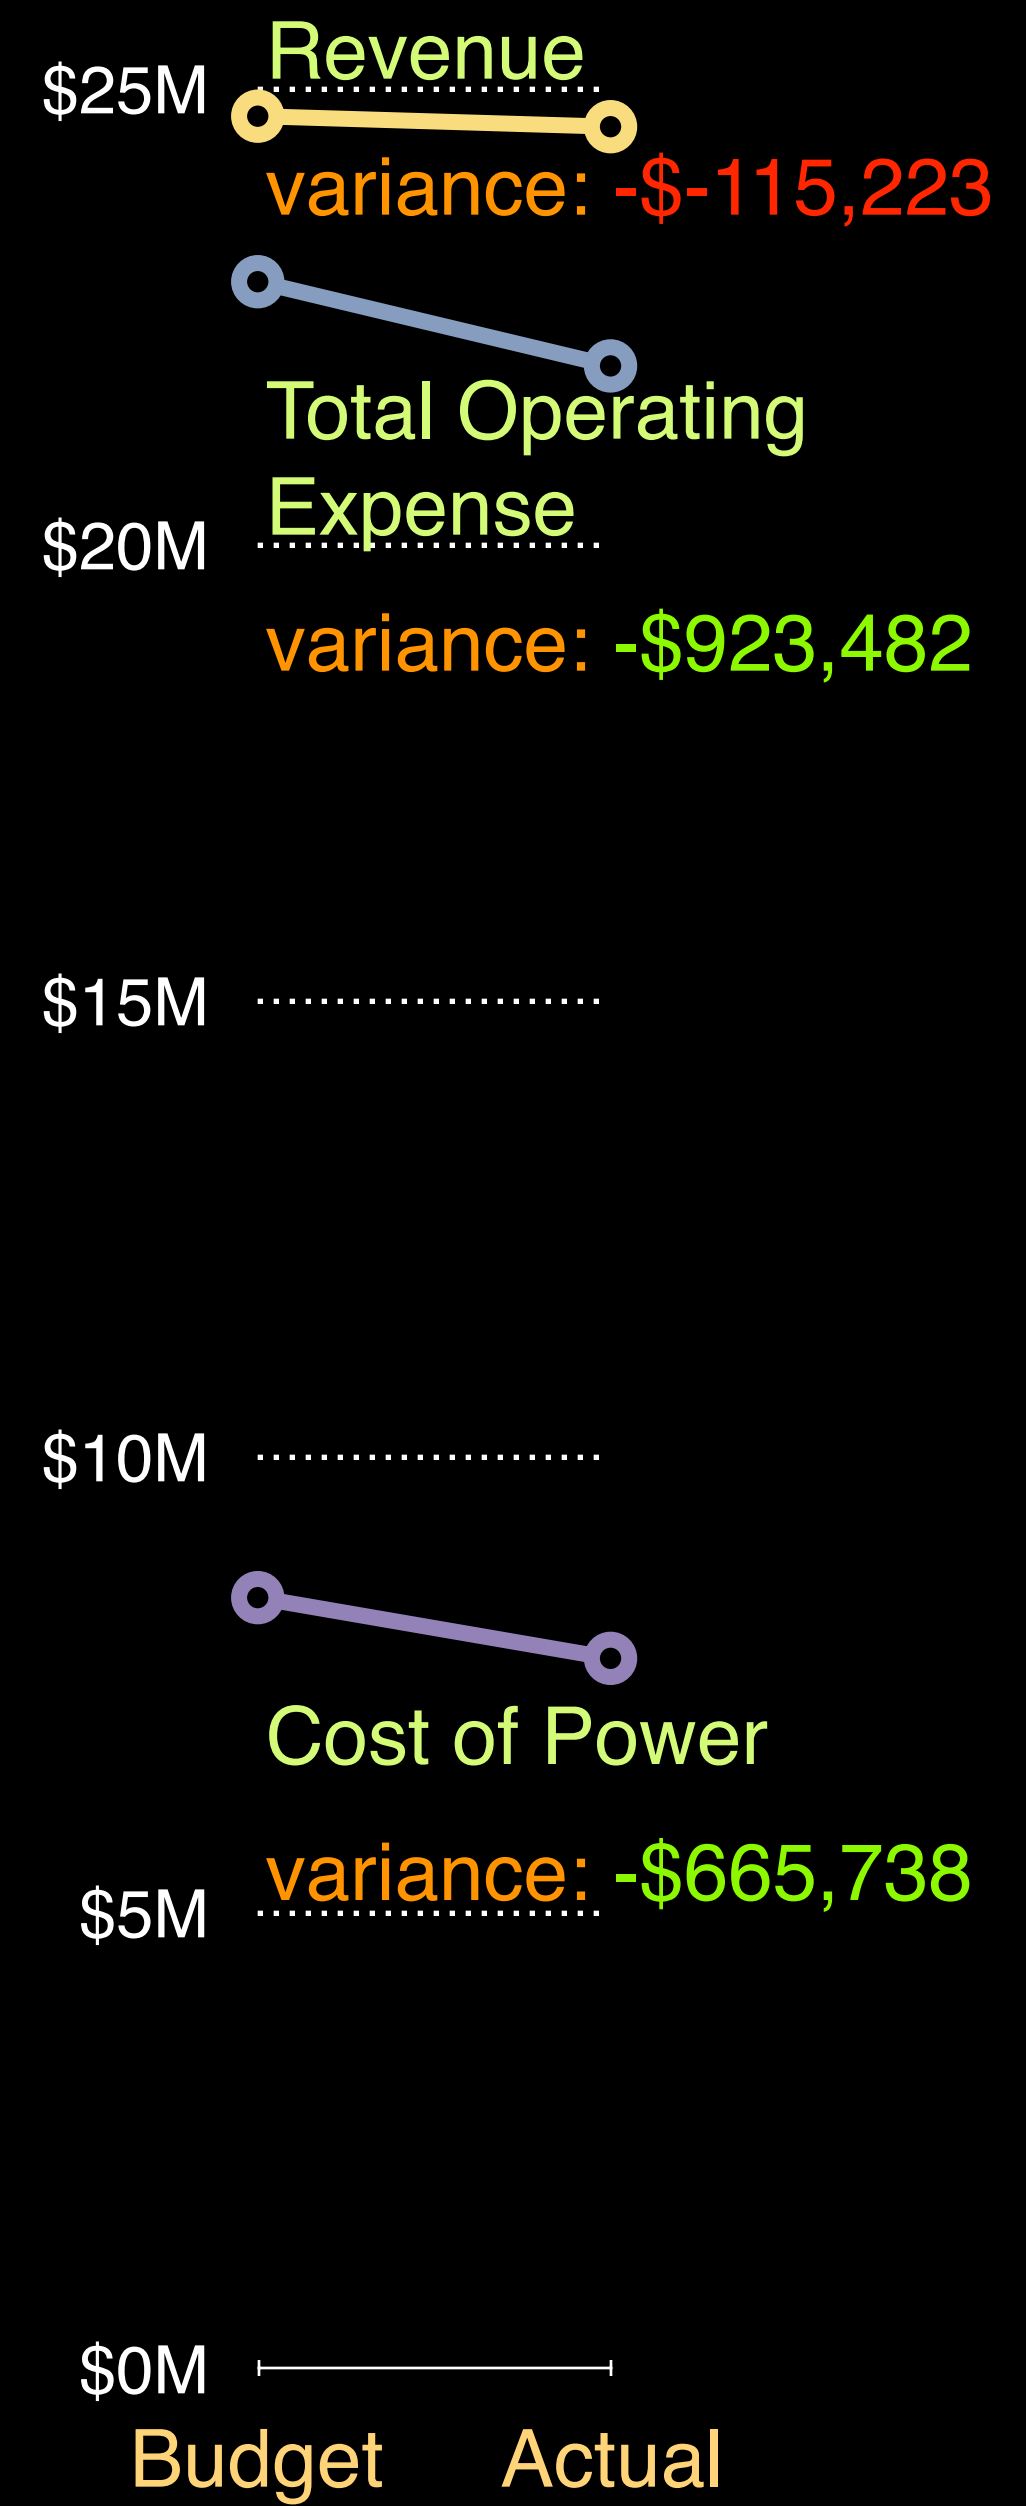 Revenue
$25M
variance: -$-115,223
Total Operating
Expense
$20M
variance: -$923,482
$15M
$10M
Cost of Power
variance: -$665,738
$5M
$0M
Budget Actual